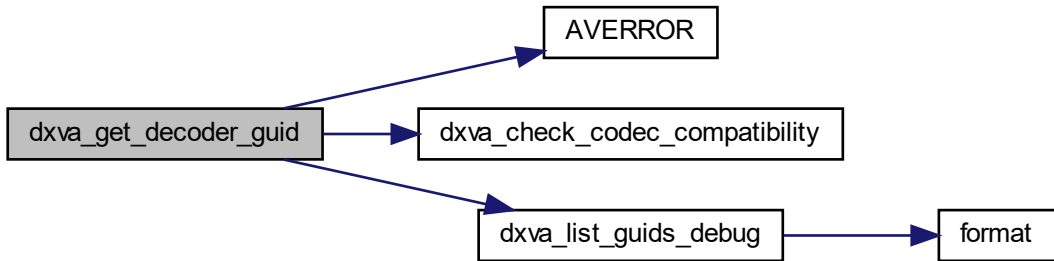 AVERROR
dxva_get_decoder_guid
dxva_check_codec_compatibility
dxva_list_guids_debug
format